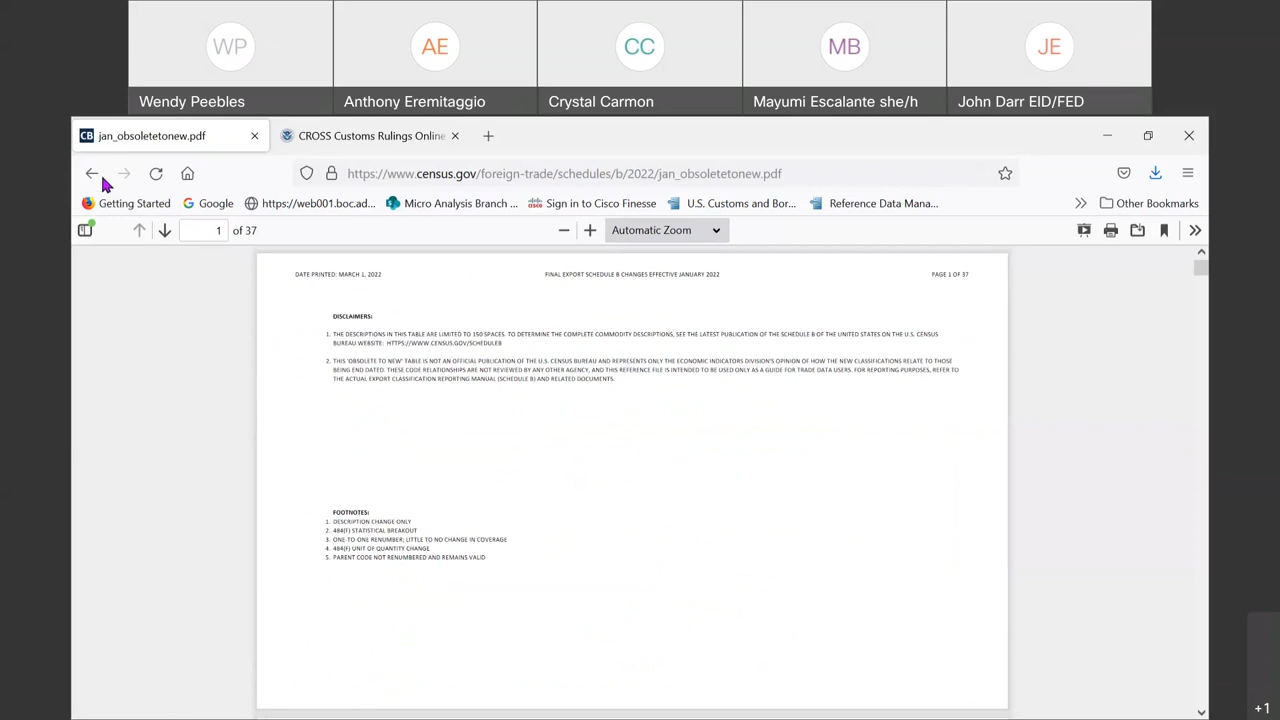 WP AE CC MB JE
Wendy Peebles Anthony Eremitaggio Crystal Carmon Mayumi Escalante she/h John Darr EID/FED
CB jan_obsoletetonew.pdf CROSS Customs Rulings Online
https://www.census.gov/foreign-trade/schedules/b/2022/jan_obsoletetonew.pdf
Getting Started Google https://web001.boc.ad... Micro Analysis Branch ... Sign in to Cisco Finesse U.S. Customs and Bor... Reference Data Mana... Other Bookmarks
1 of 37 Automatic Zoom
DATE PRINTED: MARCH 1, 2022 FINAL EXPORT SCHEDULE B CHANGES EFFECTIVE JANUARY 2022 PAGE 1 OF 37
DISCLAIMERS:
1. THE DESCRIPTIONS IN THIS TABLE ARE LIMITED TO 150 SPACES. TO DETERMINE THE COMPLETE COMMODITY DESCRIPTIONS, SEE THE LATEST PUBLICATION OF THE SCHEDULE B OF THE UNITED STATES ON THE U.S. CENSUS
BUREAU WEBSITE: HTTPS://WWW.CENSUS.GOV/SCHEDULEB
2. THIS 'OBSOLETE TO NEW' TABLE IS NOT AN OFFICIAL PUBLICATION OF THE U.S. CENSUS BUREAU AND REPRESENTS ONLY THE ECONOMIC INDICATORS DIVISION'S OPINION OF HOW THE NEW CLASSIFICATIONS RELATE TO THOSE
BEING END DATED. THESE CODE RELATIONSHIPS ARE NOT REVIEWED BY ANY OTHER AGENCY, AND THIS REFERENCE FILE IS INTENDED TO BE USED ONLY AS A GUIDE FOR TRADE DATA USERS. FOR REPORTING PURPOSES, REFER TO
THE ACTUAL EXPORT CLASSIFICATION REPORTING MANUAL (SCHEDULE B) AND RELATED DOCUMENTS.
FOOTNOTES:
1. DESCRIPTION CHANGE ONLY
2. 484(F) STATISTICAL BREAKOUT
3. ONE-TO-ONE RENUMBER; LITTLE TO NO CHANGE IN COVERAGE
4. 484(F) UNIT OF QUANTITY CHANGE
5. PARENT CODE NOT RENUMBERED AND REMAINS VALID
+1